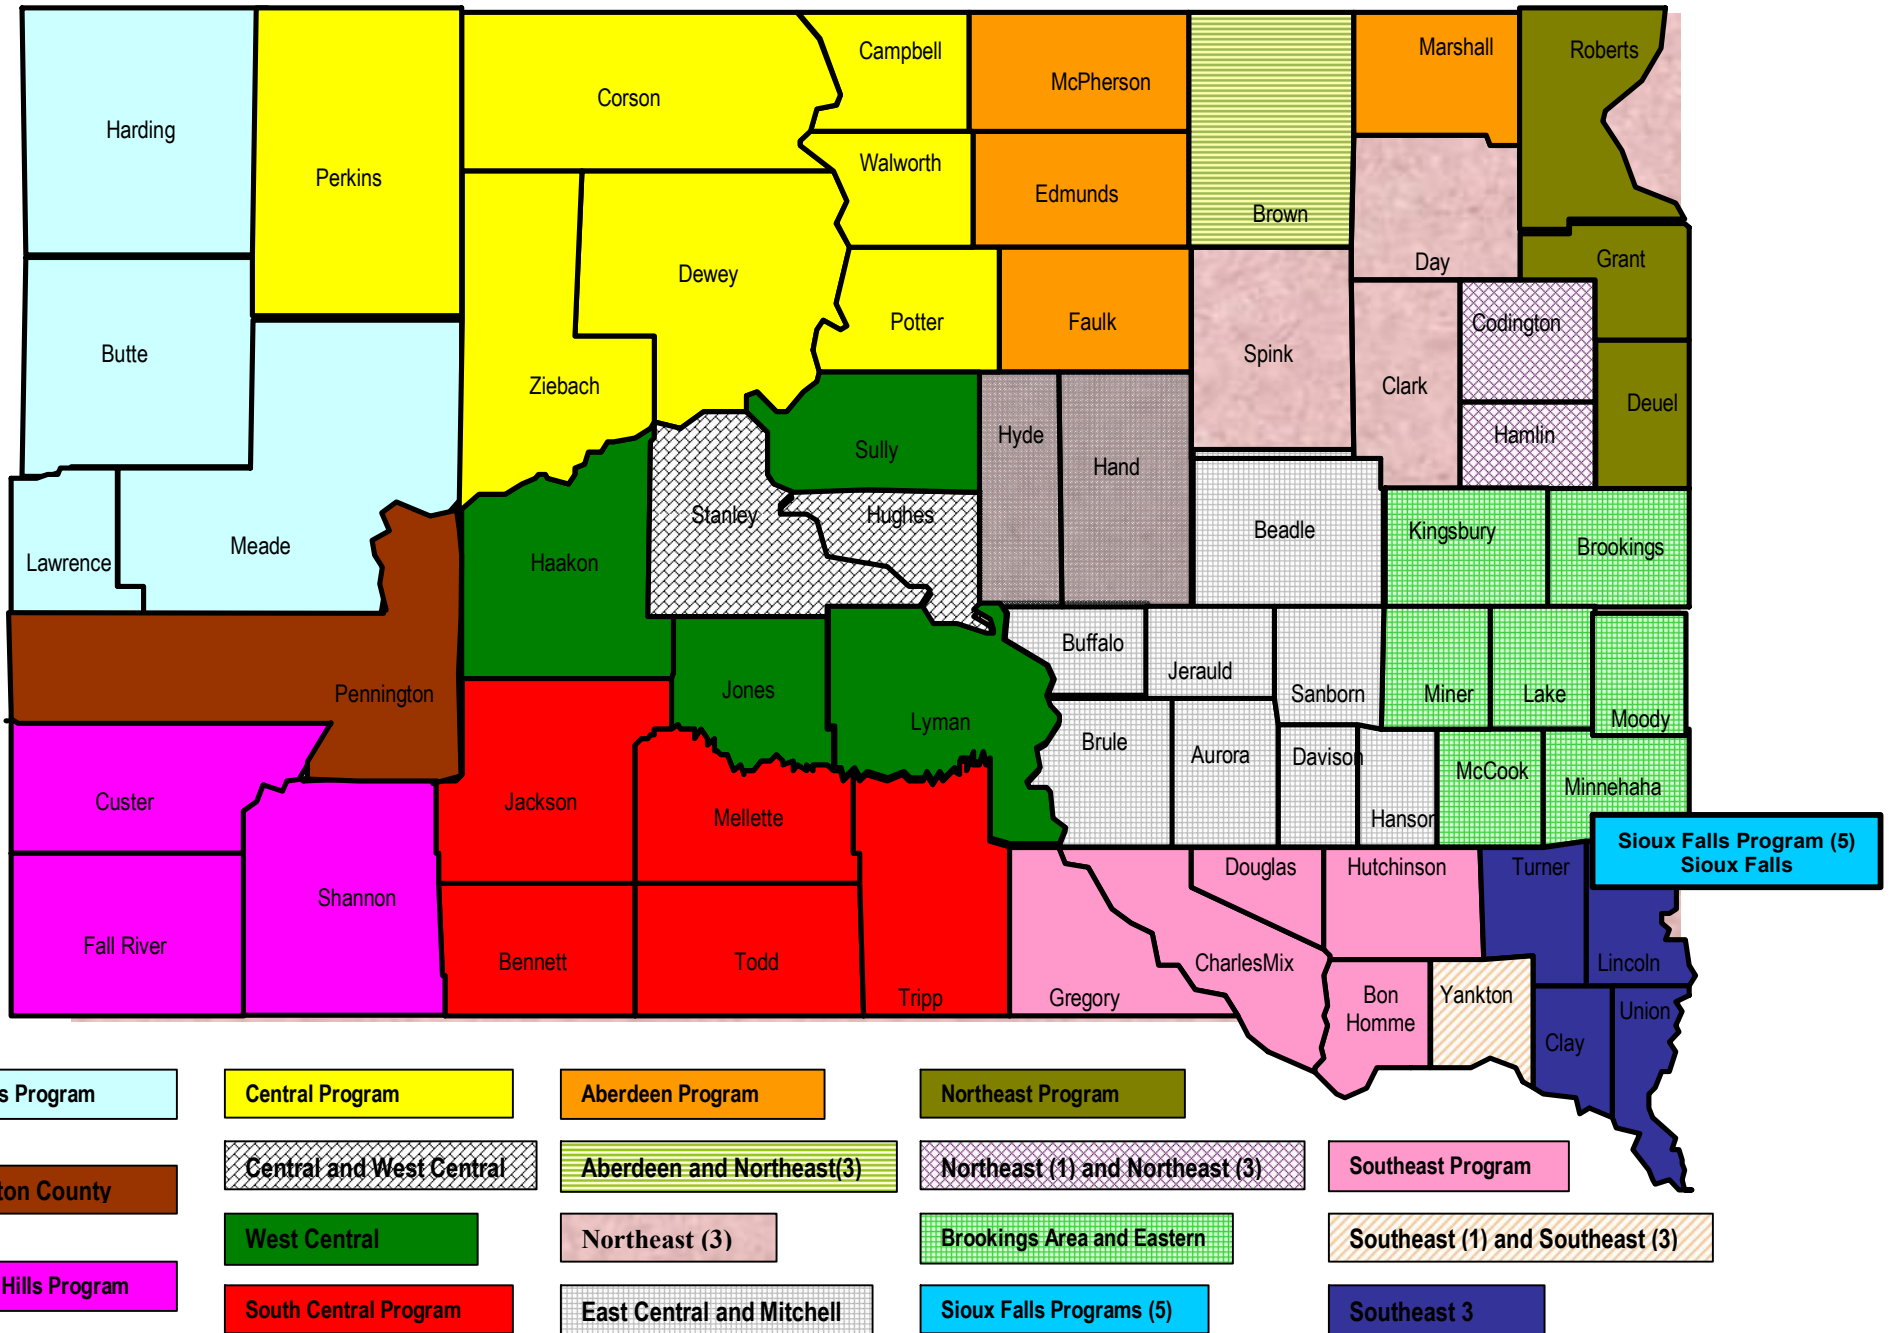 Campbell
Marshall
Roberts
McPherson
Corson
Harding
Walworth
Perkins
Edmunds
Brown
Day
Grant
Dewey
Potter
Faulk
Codington
Butte
Spink
Ziebach
Clark
Deuel
Hyde
Hamlin
Sully
Hand
Stanley
Hughes
Beadle
Kingsbury
Brookings
Meade
Lawrence
Haakon
Buffalo
Jerauld
Pennington
Jones
Sanborn
Miner
Lake
Moody
Lyman
Brule
Aurora
Davison
McCook
Minnehaha
Custer
Jackson
Mellette
Hanson
Sioux Falls Program (5)
Sioux Falls
Douglas
Hutchinson
Turner
Shannon
Fall River
Bennett
Todd
CharlesMix
Lincoln
Tripp
Gregory
Bon
Homme
Yankton
Union
Clay
s Program
Central Program
Aberdeen Program
Northeast Program
Central and West Central
Aberdeen and Northeast(3)
Northeast (1) and Northeast (3)
Southeast Program
ton County
West Central
Northeast (3)
Brookings Area and Eastern
Southeast (1) and Southeast (3)
Hills Program
South Central Program
East Central and Mitchell
Sioux Falls Programs (5)
Southeast 3